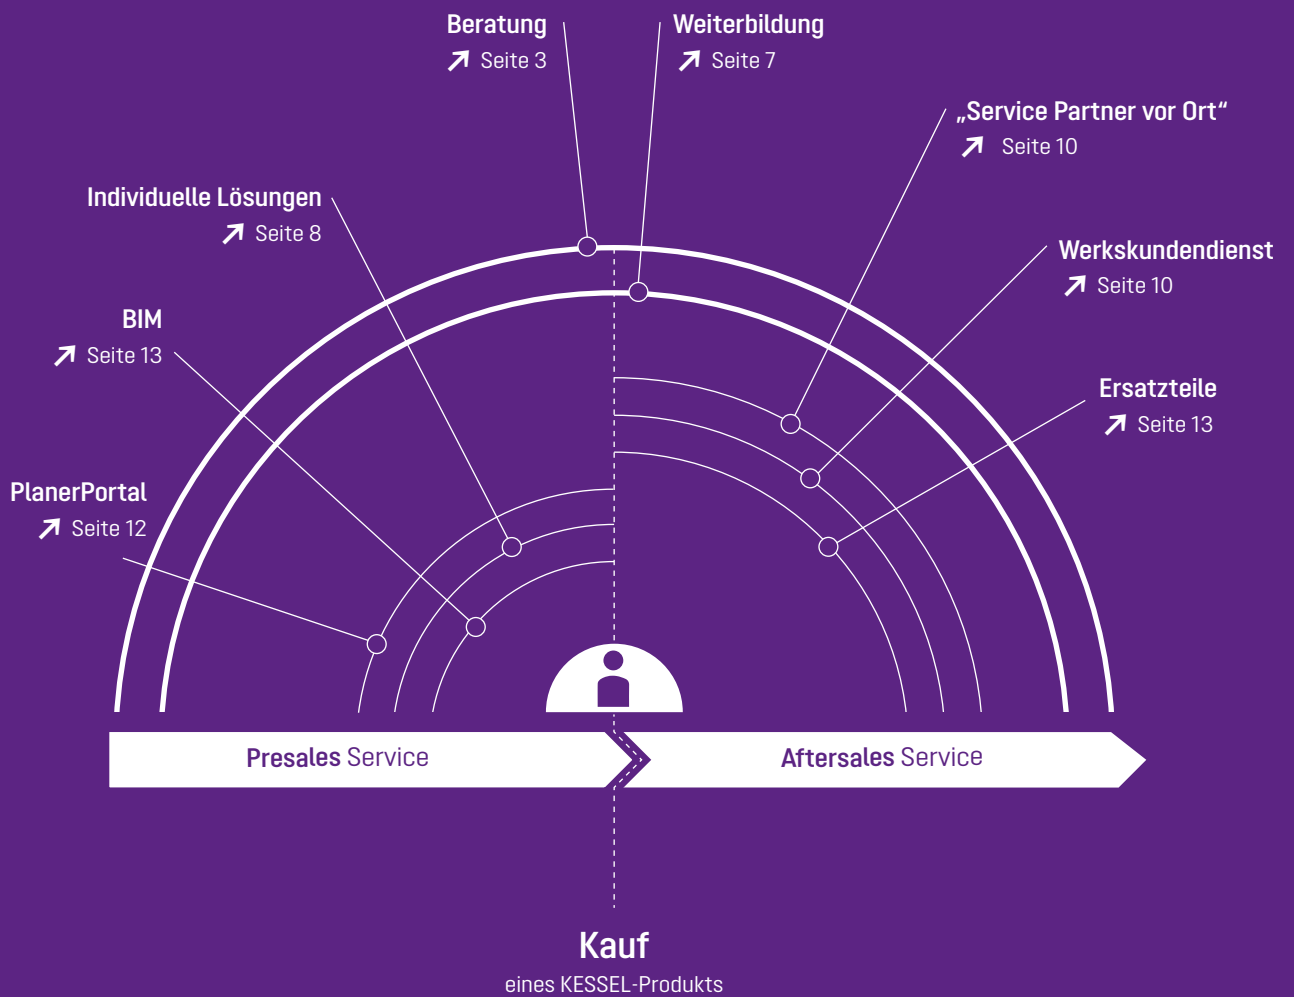 Beratung
Seite 3
Weiterbildung
Seite 7
„Service Partner vor Ort“
Seite 10
Individuelle Lösungen
Seite 8
Werkskundendienst
Seite 10
BIM
Seite 13
Ersatzteile
Seite 13
PlanerPortal
Seite 12
Presales Service
Aftersales Service
Kauf
eines KESSEL-Produkts